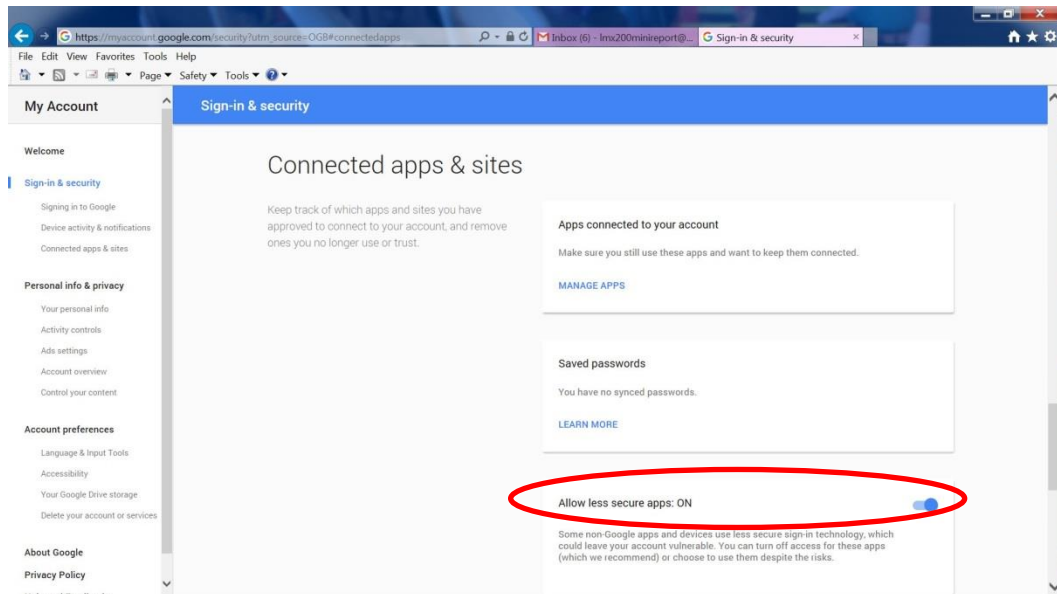 https://myaccount.google.com/security?utm_source=OGB#connectedapps
Inbox (6) - lmx200minireport@...
Sign-in & security
File Edit View Favorites Tools Help
Page Safety Tools
My Account
Sign-in & security
Welcome
Sign-in & security
Signing in to Google
Device activity & notifications
Connected apps & sites
Personal info & privacy
Your personal info
Activity controls
Ads settings
Account overview
Control your content
Account preferences
Language & Input Tools
Accessibility
Your Google Drive storage
Delete your account or services
About Google
Privacy Policy
Connected apps & sites
Keep track of which apps and sites you have
approved to connect to your account, and remove
ones you no longer use or trust.
Apps connected to your account
Make sure you still use these apps and want to keep them connected.
MANAGE APPS
Saved passwords
You have no synced passwords.
LEARN MORE
Allow less secure apps: ON
Some non-Google apps and devices use less secure sign-in technology, which
could leave your account vulnerable. You can turn off access for these apps
(which we recommend) or choose to use them despite the risks.